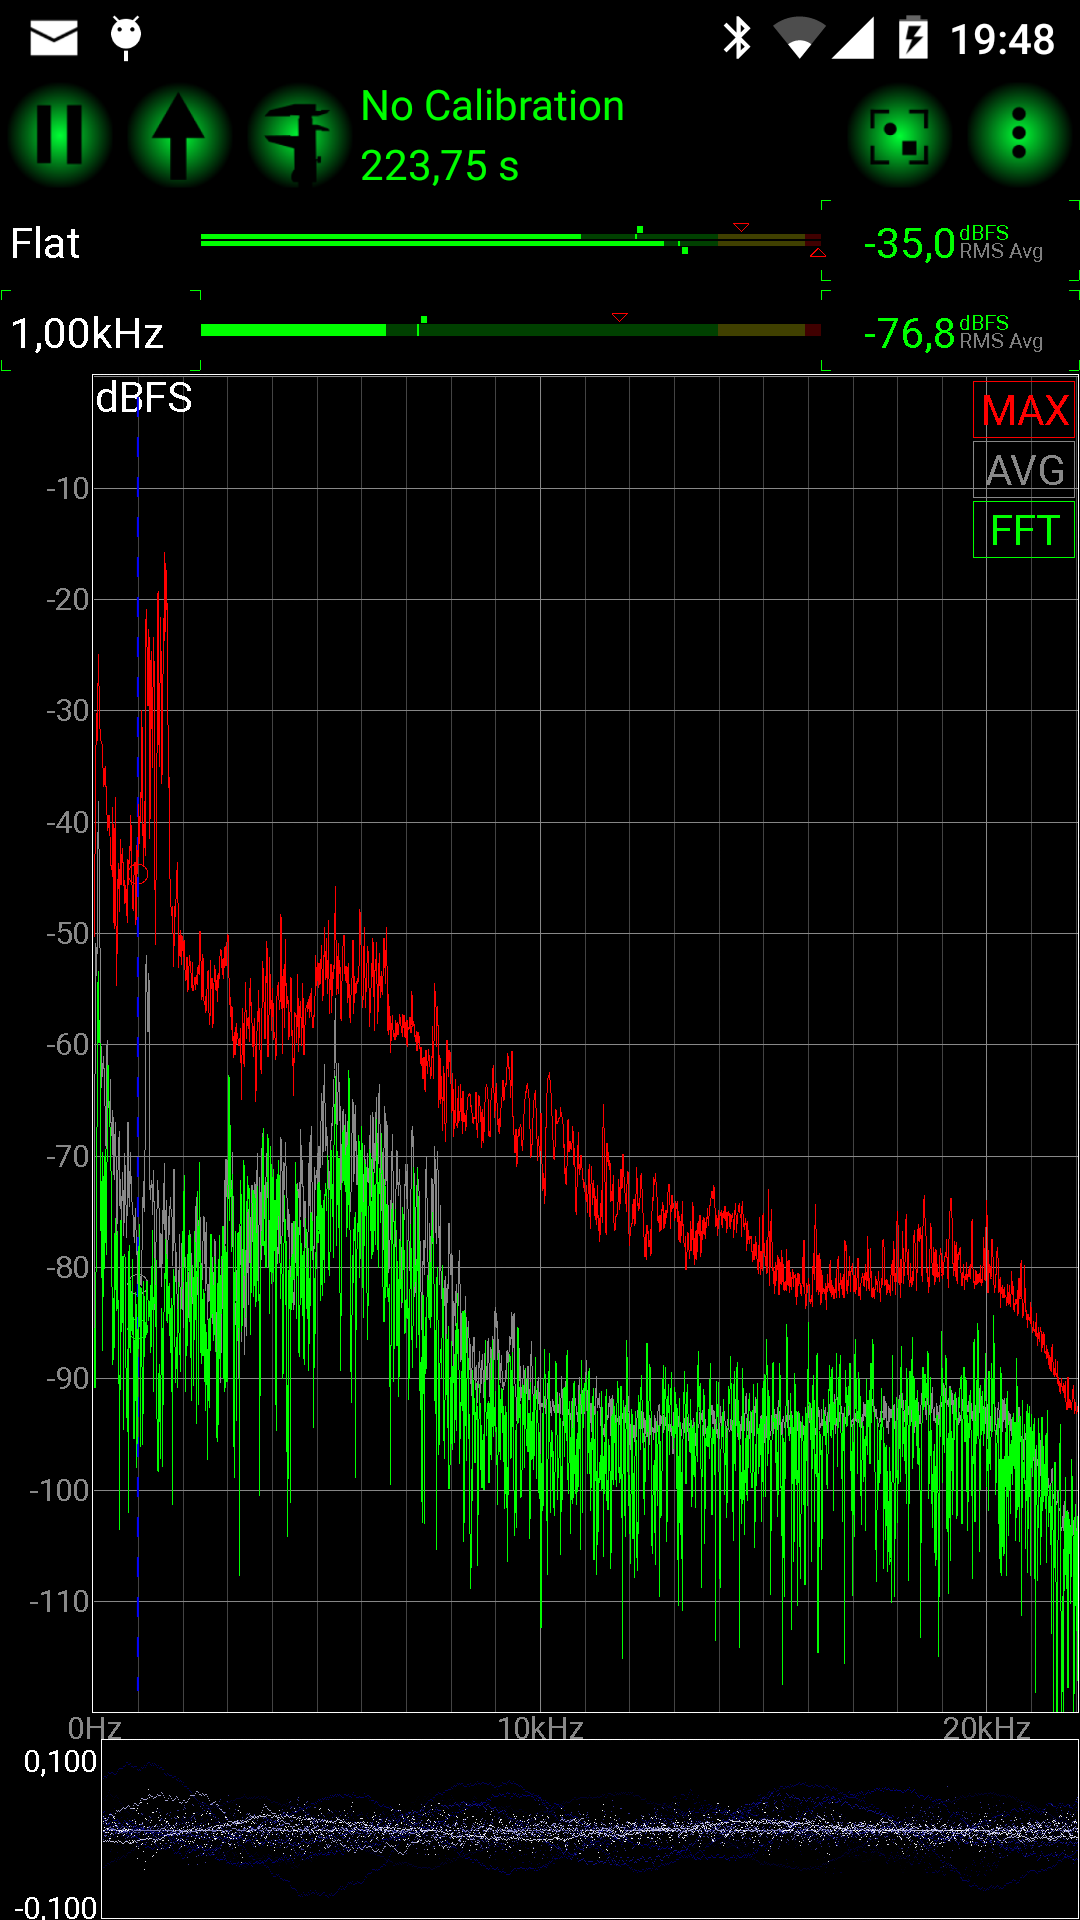 19:48
No Calibration
223,75 s
Flat
-35,0 dBFS
RMS Avg
1,00kHz
-76,8 dBFS
RMS Avg
dBFS
MAX
AVG
FFT
-10
-20
-30
-40
-50
-60
-70
-80
-90
-100
-110
0Hz 10kHz 20kHz
0,100
-0,100